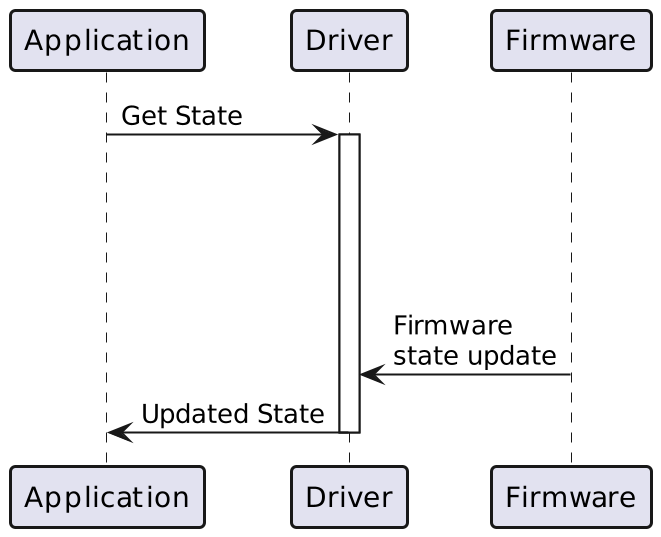 Application
Driver
Firmware
Get State
Firmware
state update
Updated State
Application
Driver
Firmware